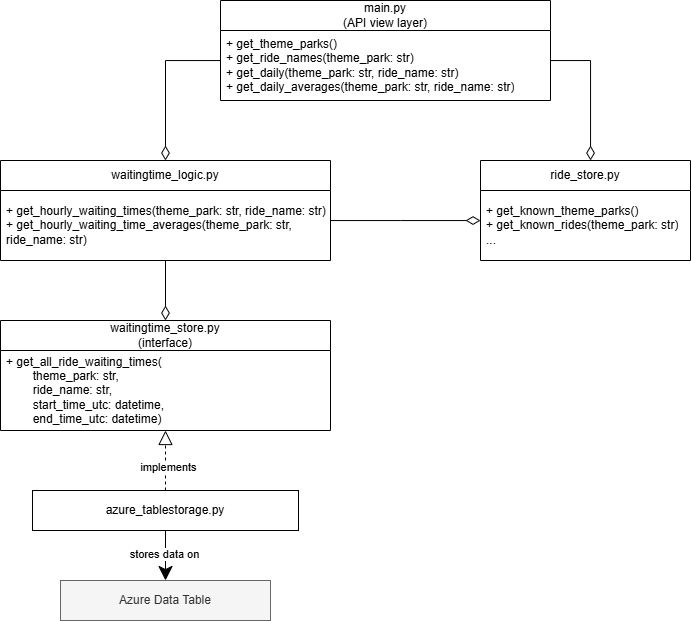 main.py
(API view layer)
+ get_theme_parks()
+ get_ride_names(theme_park: str)
+ get_daily(theme_park: str, ride_name: str)
+ get_daily_averages(theme_park: str, ride_name: str)
waitingtime_logic.py
+ get_hourly_waiting_times(theme_park: str, ride_name: str)
+ get_hourly_waiting_time_averages(theme_park: str,
ride_name: str)
ride_store.py
+ get_known_theme_parks()
+ get_known_rides(theme_park: str)
...
waitingtime_store.py
(interface)
+ get_all_ride_waiting_times(
theme_park: str,
ride_name: str,
start_time_utc: datetime,
end_time_utc: datetime)
implements
azure_tablestorage.py
stores data on
Azure Data Table